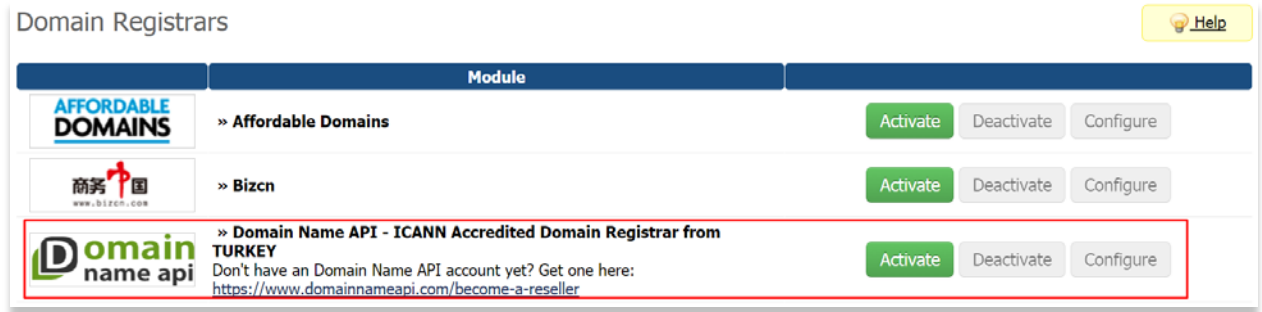 Domain Registrars
Help
Module
AFFORDABLE
DOMAINS
» Affordable Domains
Activate Deactivate Configure
商务中国
www.bizcn.com
» Bizcn
Activate Deactivate Configure
Domain
name api
» Domain Name API - ICANN Accredited Domain Registrar from
TURKEY
Don't have an Domain Name API account yet? Get one here:
https://www.domainnameapi.com/become-a-reseller
Activate Deactivate Configure